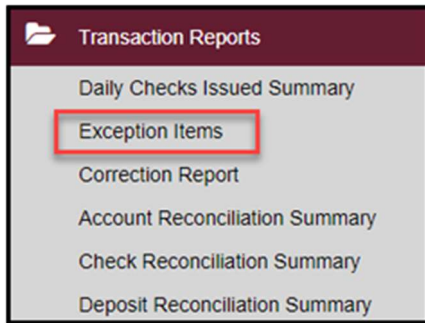 Transaction Reports
Daily Checks Issued Summary
Exception Items
Correction Report
Account Reconciliation Summary
Check Reconciliation Summary
Deposit Reconciliation Summary